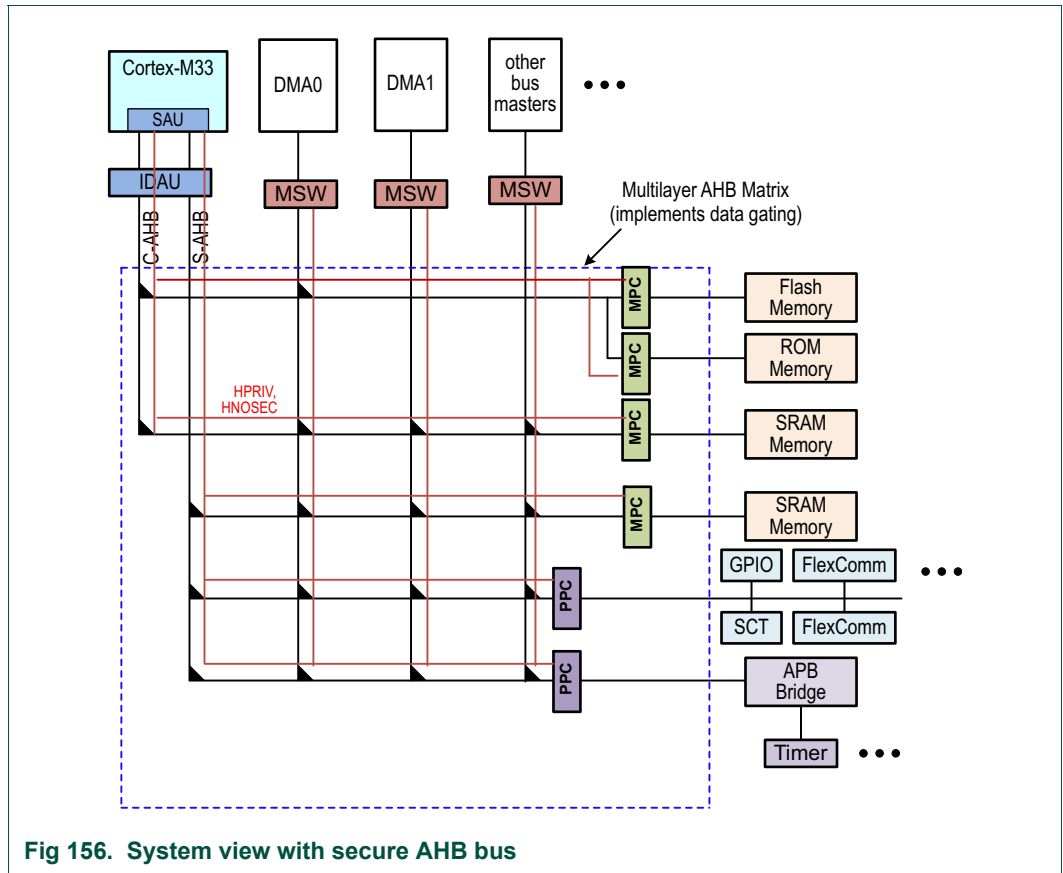 Cortex-M33
SAU
DMA0
DMA1
other
bus
masters
IDAU
MSW
MSW
MSW
C-AHB
S-AHB
Multilayer AHB Matrix
(implements data gating)
MPC
Flash
Memory
MPC
ROM
Memory
HPRIV,
HNOSEC
MPC
SRAM
Memory
MPC
SRAM
Memory
GPIO
FlexComm
PPC
SCT
FlexComm
PPC
APB
Bridge
Timer
Fig 156. System view with secure AHB bus